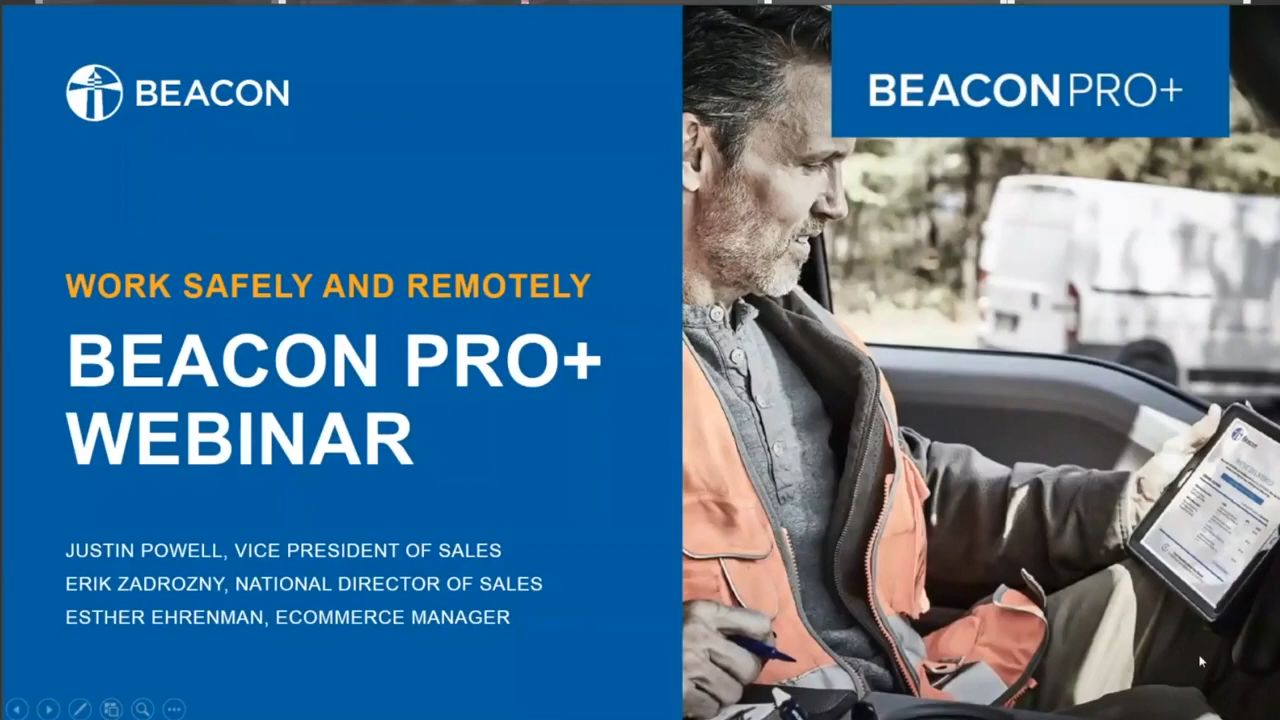 BEACON
BEACONPRO+
WORK SAFELY AND REMOTELY
BEACON PRO+
WEBINAR
JUSTIN POWELL, VICE PRESIDENT OF SALES
ERIK ZADROZNY, NATIONAL DIRECTOR OF SALES
ESTHER EHRENMAN, ECOMMERCE MANAGER
Beacon